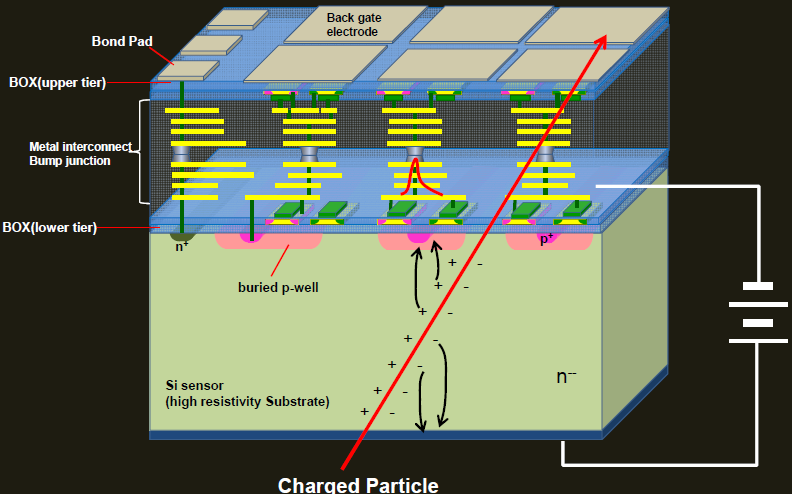 Back gate
electrode
Bond Pad
BOX(upper tier)
Metal interconnect
Bump junction
BOX(lower tier)
n+
p+
buried p-well
+ -
+ -
+ -
+ -
+ -
+ -
+ -
n--
Si sensor
(high resistivity Substrate)
Charged Particle